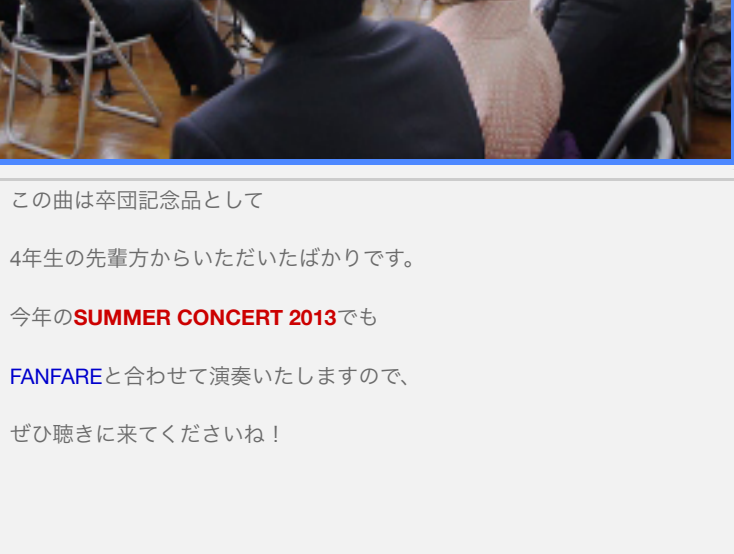 この曲は卒団記念品として
4年生の先輩方からいただいたばかりです。
今年のSUMMER CONCERT 2013でも
FANFAREと合わせて演奏いたしますので、
ぜひ聴きに来てくださいね！